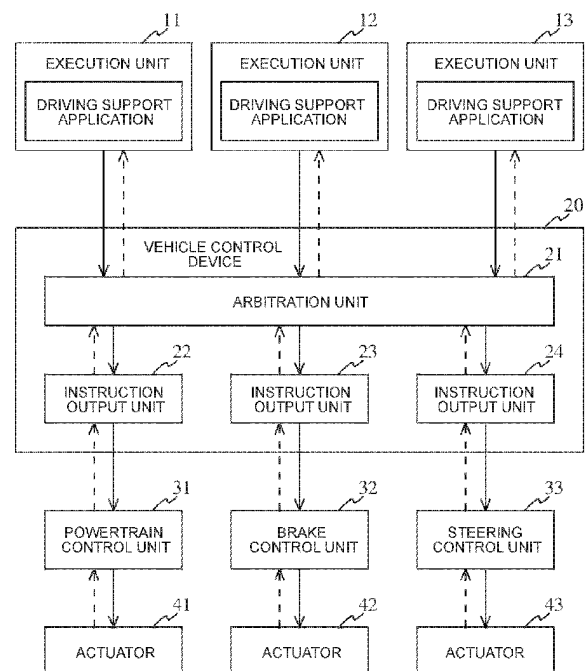 11
12
13
EXECUTION UNIT
EXECUTION UNIT
EXECUTION UNIT
DRIVING SUPPORT
APPLICATION
DRIVING SUPPORT
APPLICATION
DRIVING SUPPORT
APPLICATION
20
VEHICLE CONTROL
DEVICE
21
ARBITRATION UNIT
22
23
24
INSTRUCTION
OUTPUT UNIT
INSTRUCTION
OUTPUT UNIT
INSTRUCTION
OUTPUT UNIT
31
32
33
POWERTRAIN
CONTROL UNIT
BRAKE
CONTROL UNIT
STEERING
CONTROL UNIT
41
42
43
ACTUATOR
ACTUATOR
ACTUATOR